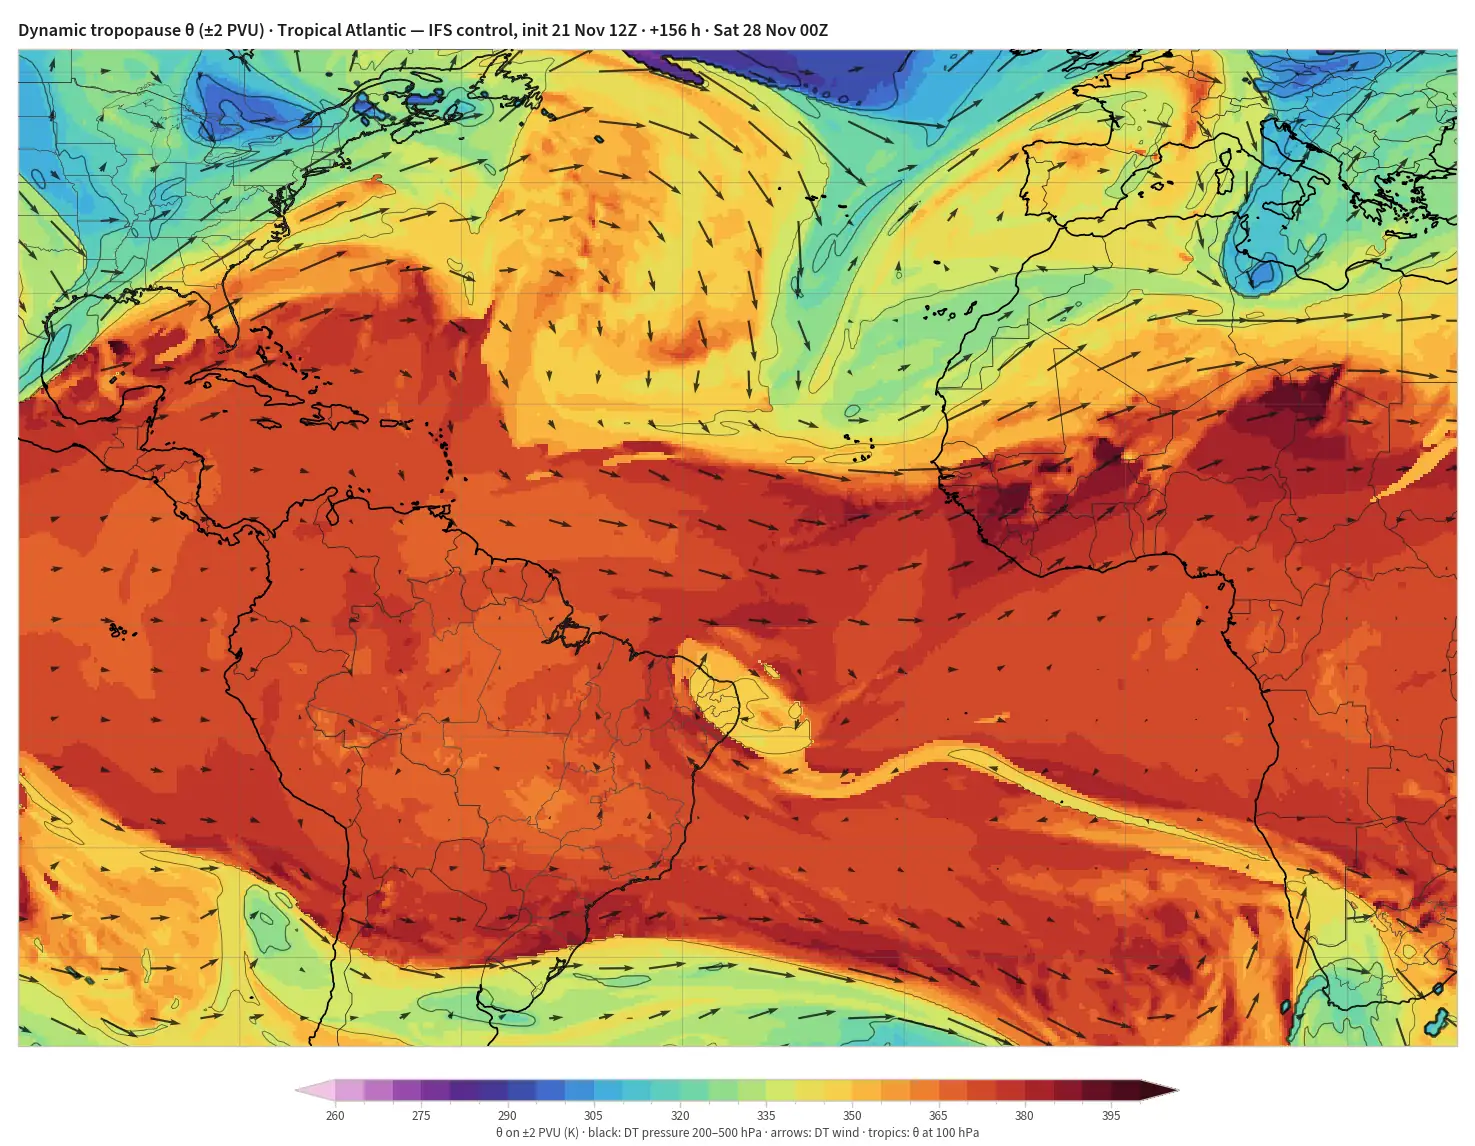 Dynamic tropopause θ (±2 PVU) · Tropical Atlantic — IFS control, init 21 Nov 12Z · +156 h · Sat 28 Nov 00Z
260 275 290 305 320 335 350 365 380 395
θ on ±2 PVU (K) · black: DT pressure 200–500 hPa · arrows: DT wind · tropics: θ at 100 hPa